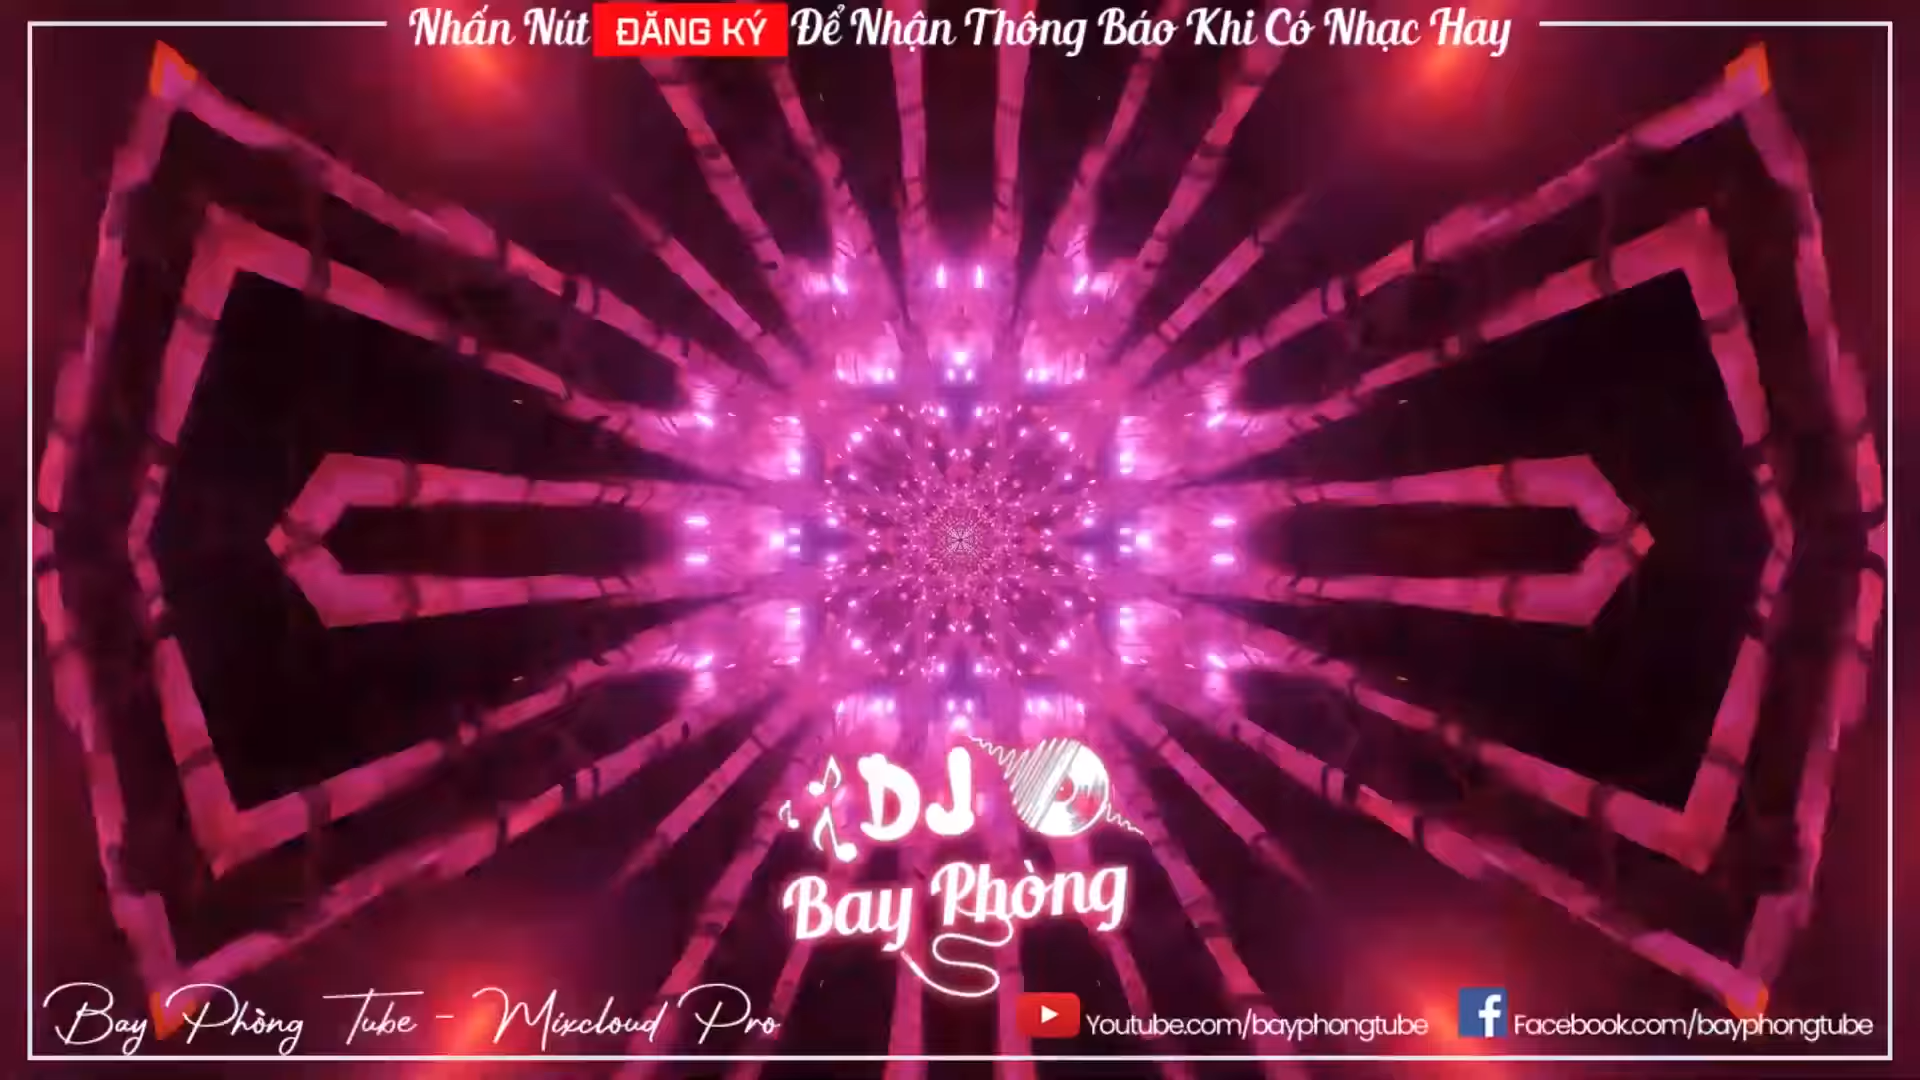 Nhấn Nút ĐĂNG KÝ Để Nhận Thông Báo Khi Có Nhạc Hay
DJ
Bay Phòng
Bay Phòng Tube - Mixcloud Pro
Youtube.com/bayphongtube
Facebook.com/bayphongtube